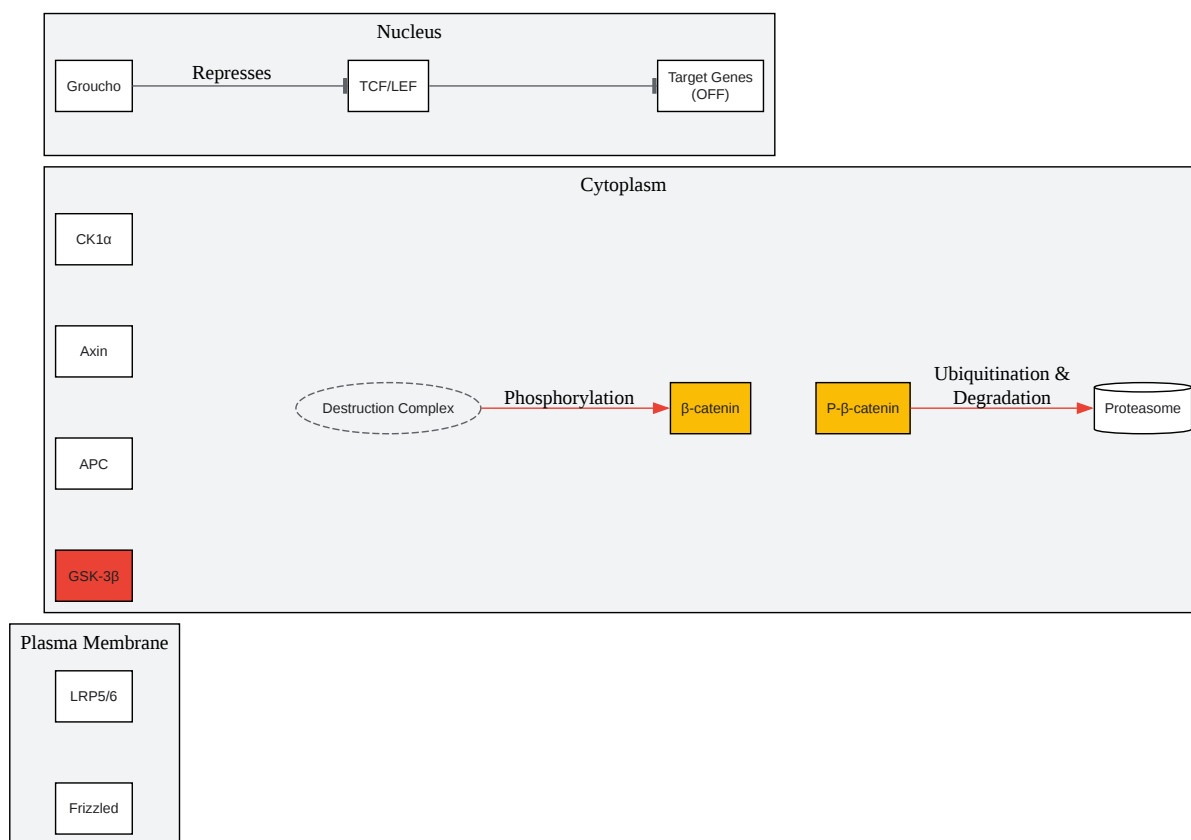 Nucleus
Groucho
Represses
TCF/LEF
Target Genes
(OFF)
Cytoplasm
CK1α
Axin
Destruction Complex
Phosphorylation
β-catenin
P-β-catenin
Ubiquitination &
Degradation
Proteasome
APC
GSK-3β
Plasma Membrane
LRP5/6
Frizzled